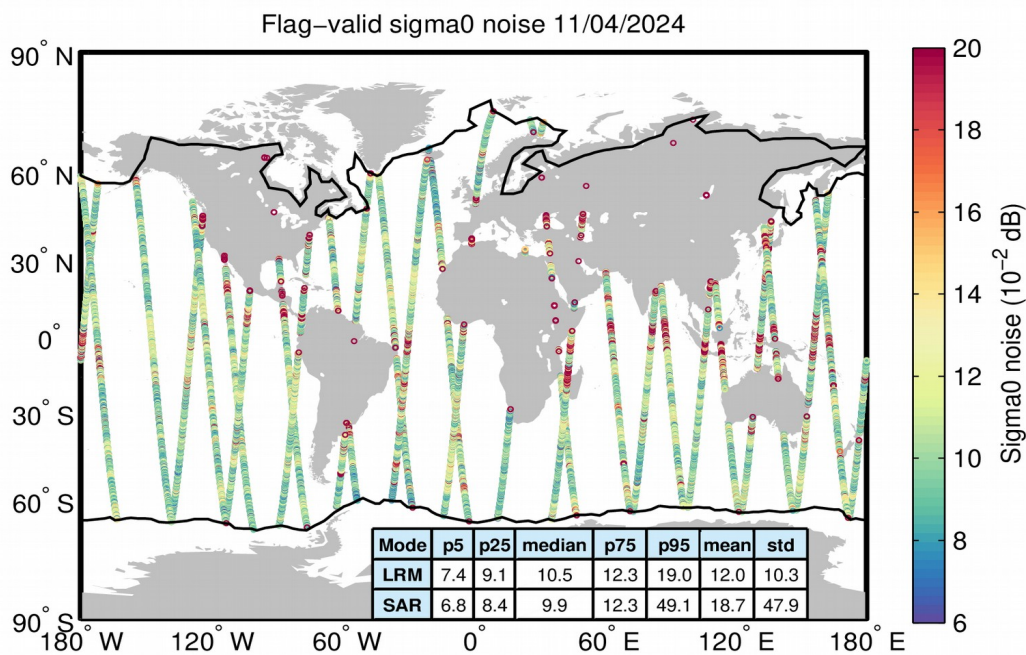 Flag−valid sigma0 noise 11/04/2024
90° N
60° N
30° N
0°
30° S
60° S
90° S
180° W 120° W 60° W 0° 60° E 120° E 180° E
Mode p5 p25 median p75 p95 mean std
LRM 7.4 9.1 10.5 12.3 19.0 12.0 10.3
SAR 6.8 8.4 9.9 12.3 49.1 18.7 47.9
20
18
16
14
12
10
8
6
Sigma0 noise (10⁻² dB)